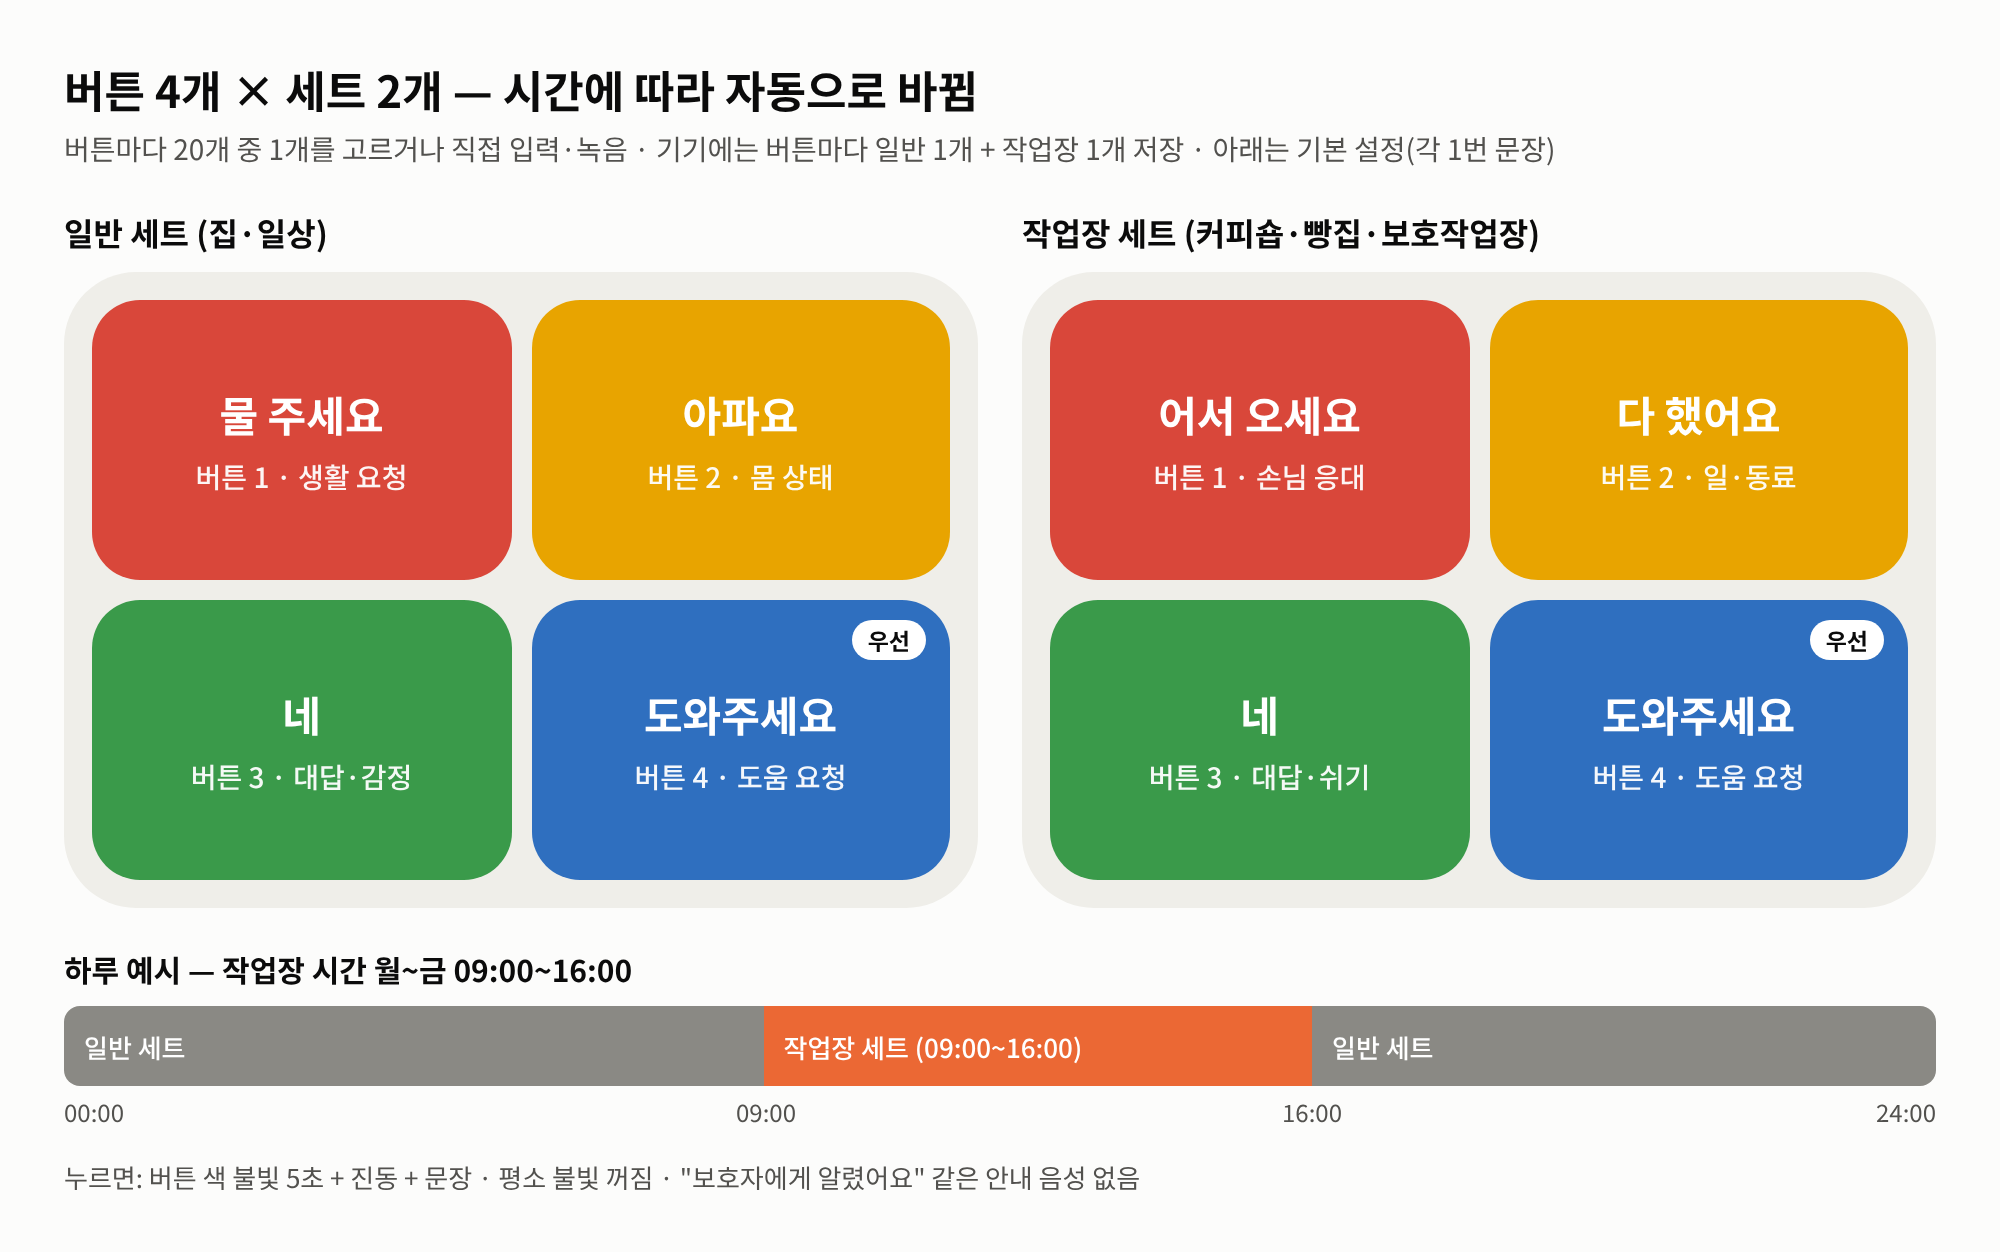 버튼 4개 × 세트 2개 — 시간에 따라 자동으로 바뀜
버튼마다 20개 중 1개를 고르거나 직접 입력·녹음 · 기기에는 버튼마다 일반 1개 + 작업장 1개 저장 · 아래는 기본 설정(각 1번 문장)
일반 세트 (집·일상)
물 주세요
버튼 1 · 생활 요청
아파요
버튼 2 · 몸 상태
네
버튼 3 · 대답·감정
우선
도와주세요
버튼 4 · 도움 요청
작업장 세트 (커피숍·빵집·보호작업장)
어서 오세요
버튼 1 · 손님 응대
다 했어요
버튼 2 · 일·동료
네
버튼 3 · 대답·쉬기
우선
도와주세요
버튼 4 · 도움 요청
하루 예시 — 작업장 시간 월~금 09:00~16:00
일반 세트
작업장 세트 (09:00~16:00)
일반 세트
00:00
09:00
16:00
24:00
누르면: 버튼 색 불빛 5초 + 진동 + 문장 · 평소 불빛 꺼짐 · "보호자에게 알렸어요" 같은 안내 음성 없음